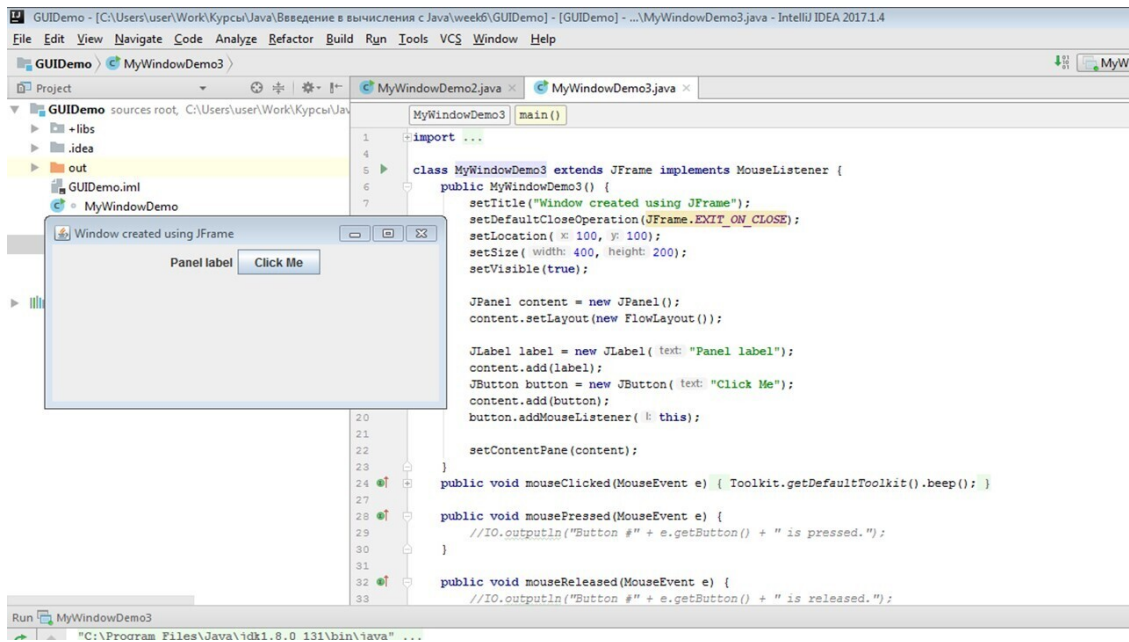 GUIDemo - [C:\Users\user\Work\Курсы\Java\Ввведение в вычисления с Java\week6\GUIDemo] - [GUIDemo] - ...\MyWindowDemo3.java - IntelliJ IDEA 2017.1.4
File Edit View Navigate Code Analyze Refactor Build Run Tools VCS Window Help
GUIDemo MyWindowDemo3 MyW
Project
GUIDemo sources root, C:\Users\user\Work\Курсы\Jav
+libs
.idea
out
GUIDemo.iml
MyWindowDemo
Window created using JFrame
Panel label Click Me
MyWindowDemo2.java MyWindowDemo3.java
MyWindowDemo3 main()
1 import ...
4
5 class MyWindowDemo3 extends JFrame implements MouseListener {
6 public MyWindowDemo3() {
7 setTitle("Window created using JFrame");
setDefaultCloseOperation(JFrame.EXIT_ON_CLOSE);
setLocation( x: 100, y: 100);
setSize( width: 400, height: 200);
setVisible(true);
JPanel content = new JPanel();
content.setLayout(new FlowLayout());
JLabel label = new JLabel( text: "Panel label");
content.add(label);
JButton button = new JButton( text: "Click Me");
content.add(button);
20 button.addMouseListener( l: this);
21
22 setContentPane(content);
23 }
24 public void mouseClicked(MouseEvent e) { Toolkit.getDefaultToolkit().beep(); }
27
28 public void mousePressed(MouseEvent e) {
29 //IO.outputln("Button #" + e.getButton() + " is pressed.");
30 }
31
32 public void mouseReleased(MouseEvent e) {
33 //IO.outputln("Button #" + e.getButton() + " is released.");
Run MyWindowDemo3
"C:\Program Files\Java\jdk1.8.0_131\bin\java" ...